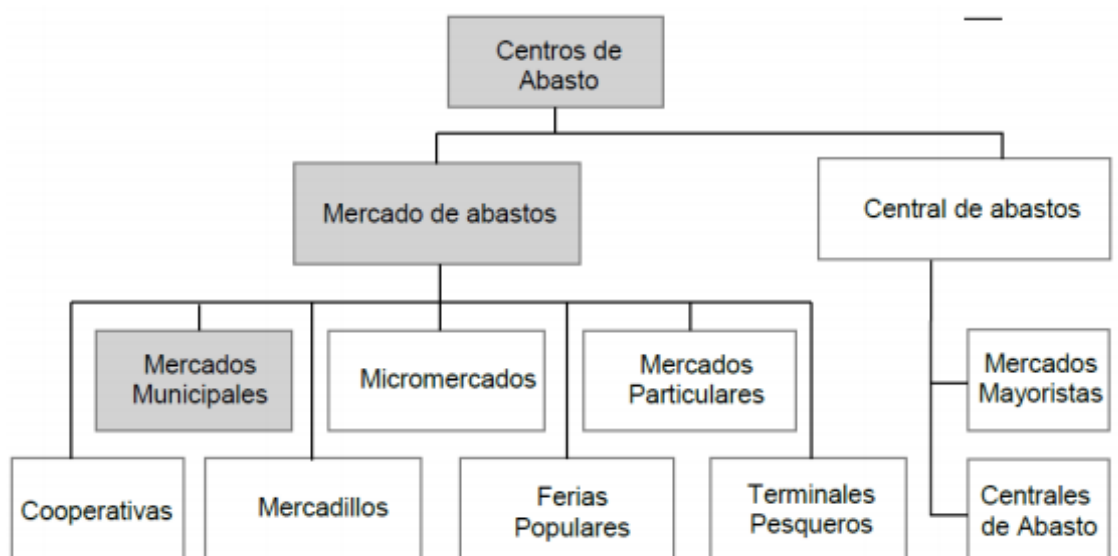 Centros de
Abasto
Mercado de abastos
Central de abastos
Mercados
Municipales
Micromercados
Mercados
Particulares
Mercados
Mayoristas
Cooperativas
Mercadillos
Ferias
Populares
Terminales
Pesqueros
Centrales
de Abasto